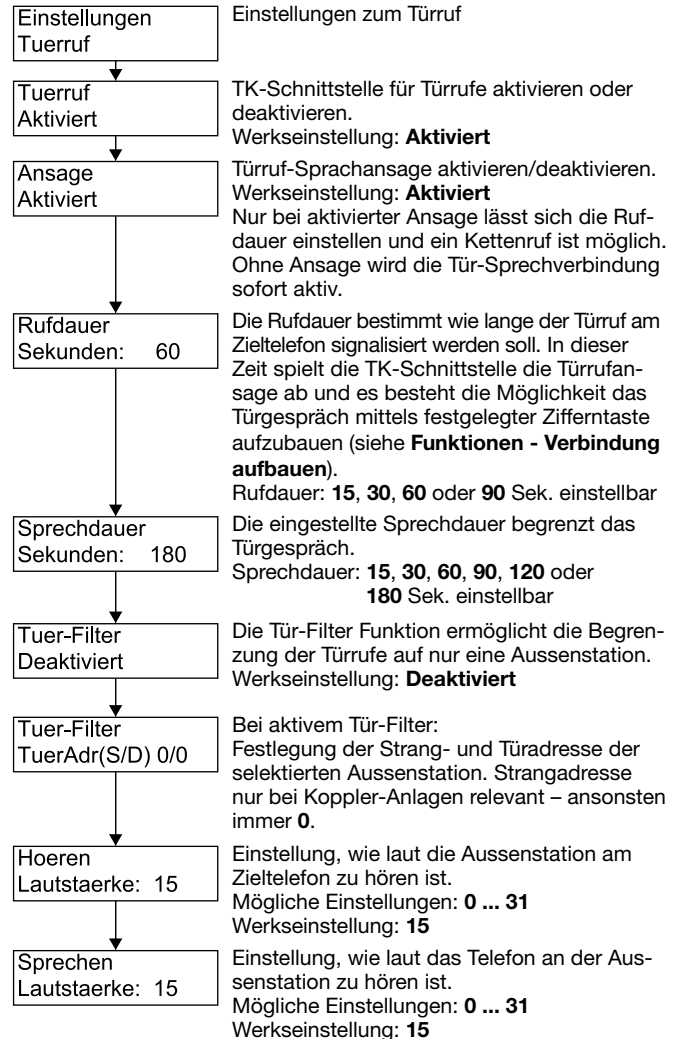 Einstellungen
Tuerruf
Einstellungen zum Türruf
Tuerruf
Aktiviert
TK-Schnittstelle für Türrufe aktivieren oder
deaktivieren.
Werkseinstellung: Aktiviert
Ansage
Aktiviert
Türruf-Sprachansage aktivieren/deaktivieren.
Werkseinstellung: Aktiviert
Nur bei aktivierter Ansage lässt sich die Ruf-
dauer einstellen und ein Kettenruf ist möglich.
Ohne Ansage wird die Tür-Sprechverbindung
sofort aktiv.
Rufdauer
Sekunden: 60
Die Rufdauer bestimmt wie lange der Türruf am
Zieltelefon signalisiert werden soll. In dieser
Zeit spielt die TK-Schnittstelle die Türrufan-
sage ab und es besteht die Möglichkeit das
Türgespräch mittels festgelegter Zifferntaste
aufzubauen (siehe Funktionen - Verbindung
aufbauen).
Rufdauer: 15, 30, 60 oder 90 Sek. einstellbar
Sprechdauer
Sekunden: 180
Die eingestellte Sprechdauer begrenzt das
Türgespräch.
Sprechdauer: 15, 30, 60, 90, 120 oder
180 Sek. einstellbar
Tuer-Filter
Deaktiviert
Die Tür-Filter Funktion ermöglicht die Begren-
zung der Türrufe auf nur eine Aussenstation.
Werkseinstellung: Deaktiviert
Tuer-Filter
TuerAdr(S/D) 0/0
Bei aktivem Tür-Filter:
Festlegung der Strang- und Türadresse der
selektierten Aussenstation. Strangadresse
nur bei Koppler-Anlagen relevant – ansonsten
immer 0.
Hoeren
Lautstaerke: 15
Einstellung, wie laut die Aussenstation am
Zieltelefon zu hören ist.
Mögliche Einstellungen: 0 ... 31
Werkseinstellung: 15
Sprechen
Lautstaerke: 15
Einstellung, wie laut das Telefon an der Aus-
senstation zu hören ist.
Mögliche Einstellungen: 0 ... 31
Werkseinstellung: 15